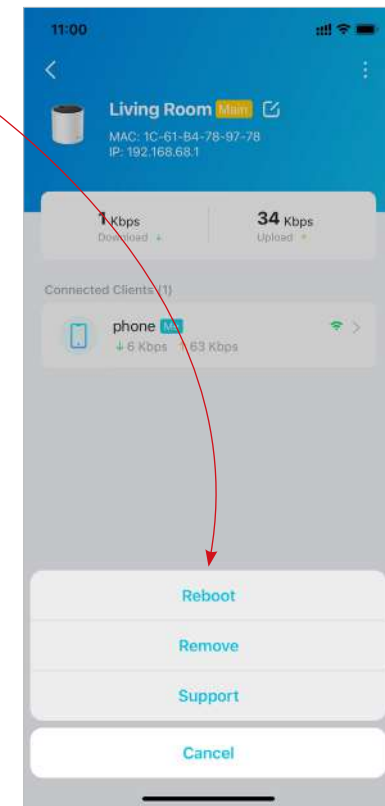 11:00
Living Room Main
MAC: 1C-61-B4-78-97-78
IP: 192.168.68.1
1 Kbps
Download ↓
34 Kbps
Upload
Connected Clients (1)
phone Me
↓ 6 Kbps ↑ 63 Kbps
Reboot
Remove
Support
Cancel